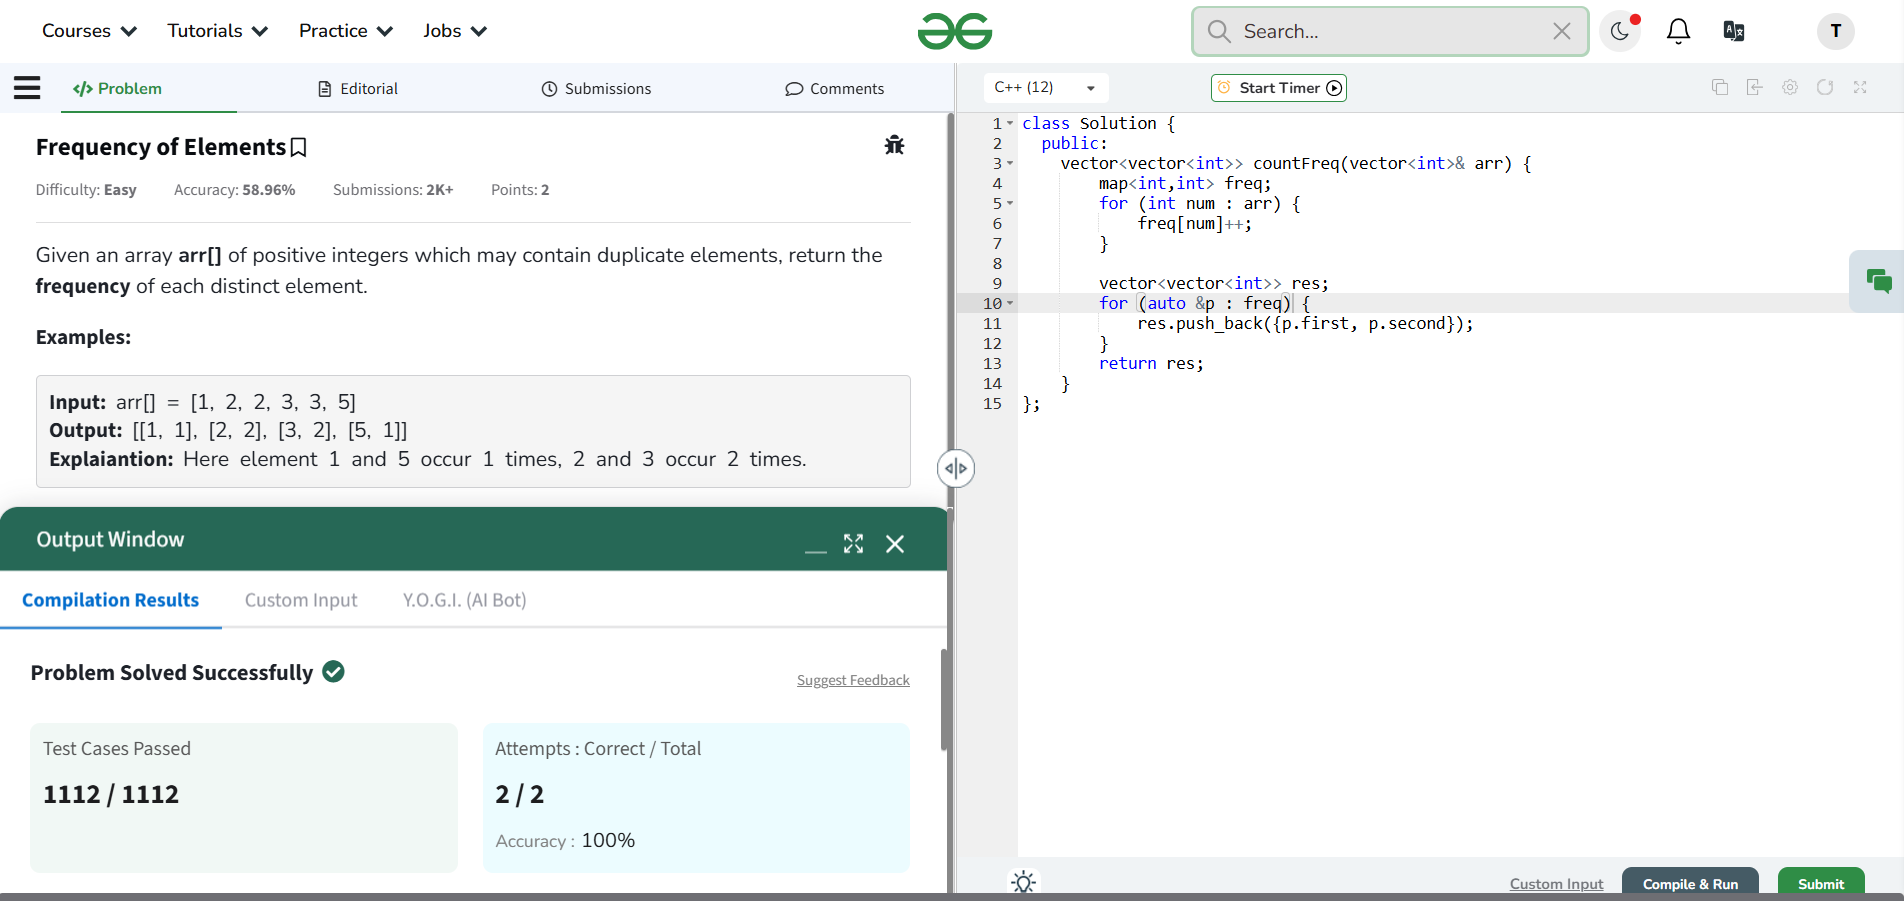 Courses Tutorials Practice Jobs
Search...
T
Problem Editorial Submissions Comments
C++ (12) Start Timer
Frequency of Elements
Difficulty: Easy Accuracy: 58.96% Submissions: 2K+ Points: 2
Given an array arr[] of positive integers which may contain duplicate elements, return the
frequency of each distinct element.
Examples:
Input: arr[] = [1, 2, 2, 3, 3, 5]
Output: [[1, 1], [2, 2], [3, 2], [5, 1]]
Explaiantion: Here element 1 and 5 occur 1 times, 2 and 3 occur 2 times.
Output Window
Compilation Results Custom Input Y.O.G.I. (AI Bot)
Problem Solved Successfully
Suggest Feedback
Test Cases Passed
1112 / 1112
Attempts : Correct / Total
2 / 2
Accuracy : 100%
1 class Solution {
2 public:
3 vector<vector<int>> countFreq(vector<int>& arr) {
4 map<int,int> freq;
5 for (int num : arr) {
6 freq[num]++;
7 }
8
9 vector<vector<int>> res;
10 for (auto &p : freq) {
11 res.push_back({p.first, p.second});
12 }
13 return res;
14 }
15 };
Custom Input Compile & Run Submit